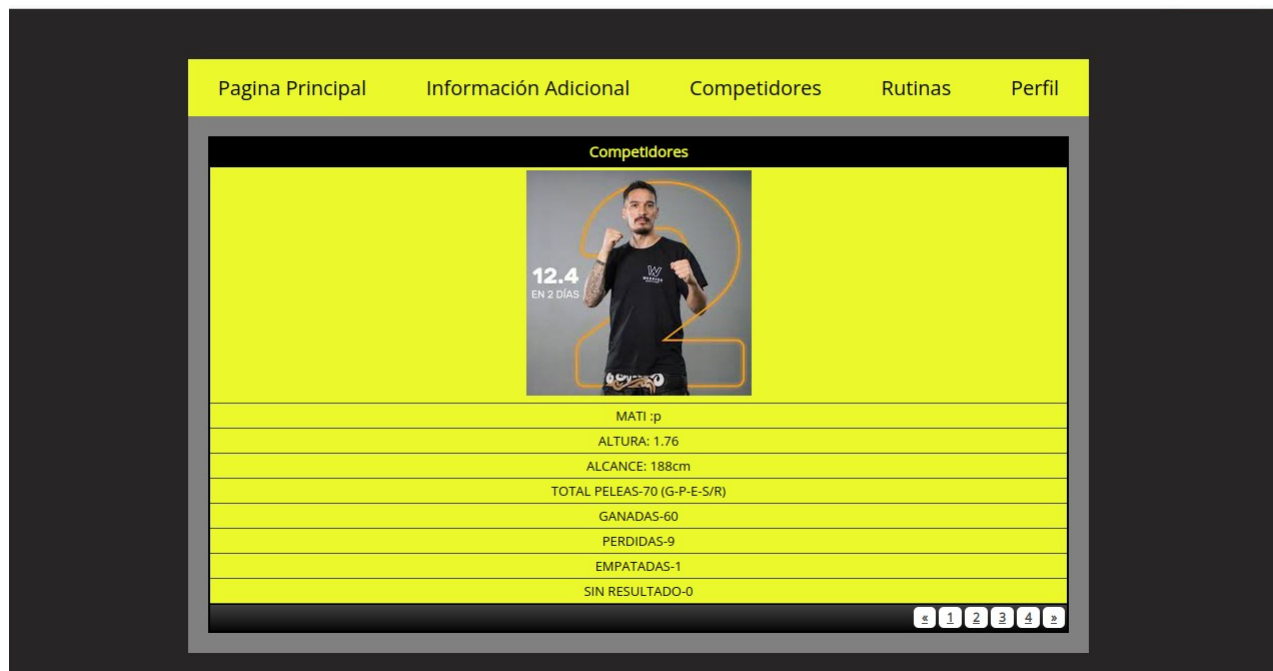 Pagina Principal Información Adicional Competidores Rutinas Perfil
Competidores
12.4
EN 2 DÍAS
W
MATI :p
ALTURA: 1.76
ALCANCE: 188cm
TOTAL PELEAS-70 (G-P-E-S/R)
GANADAS-60
PERDIDAS-9
EMPATADAS-1
SIN RESULTADO-0
« 1 2 3 4 »